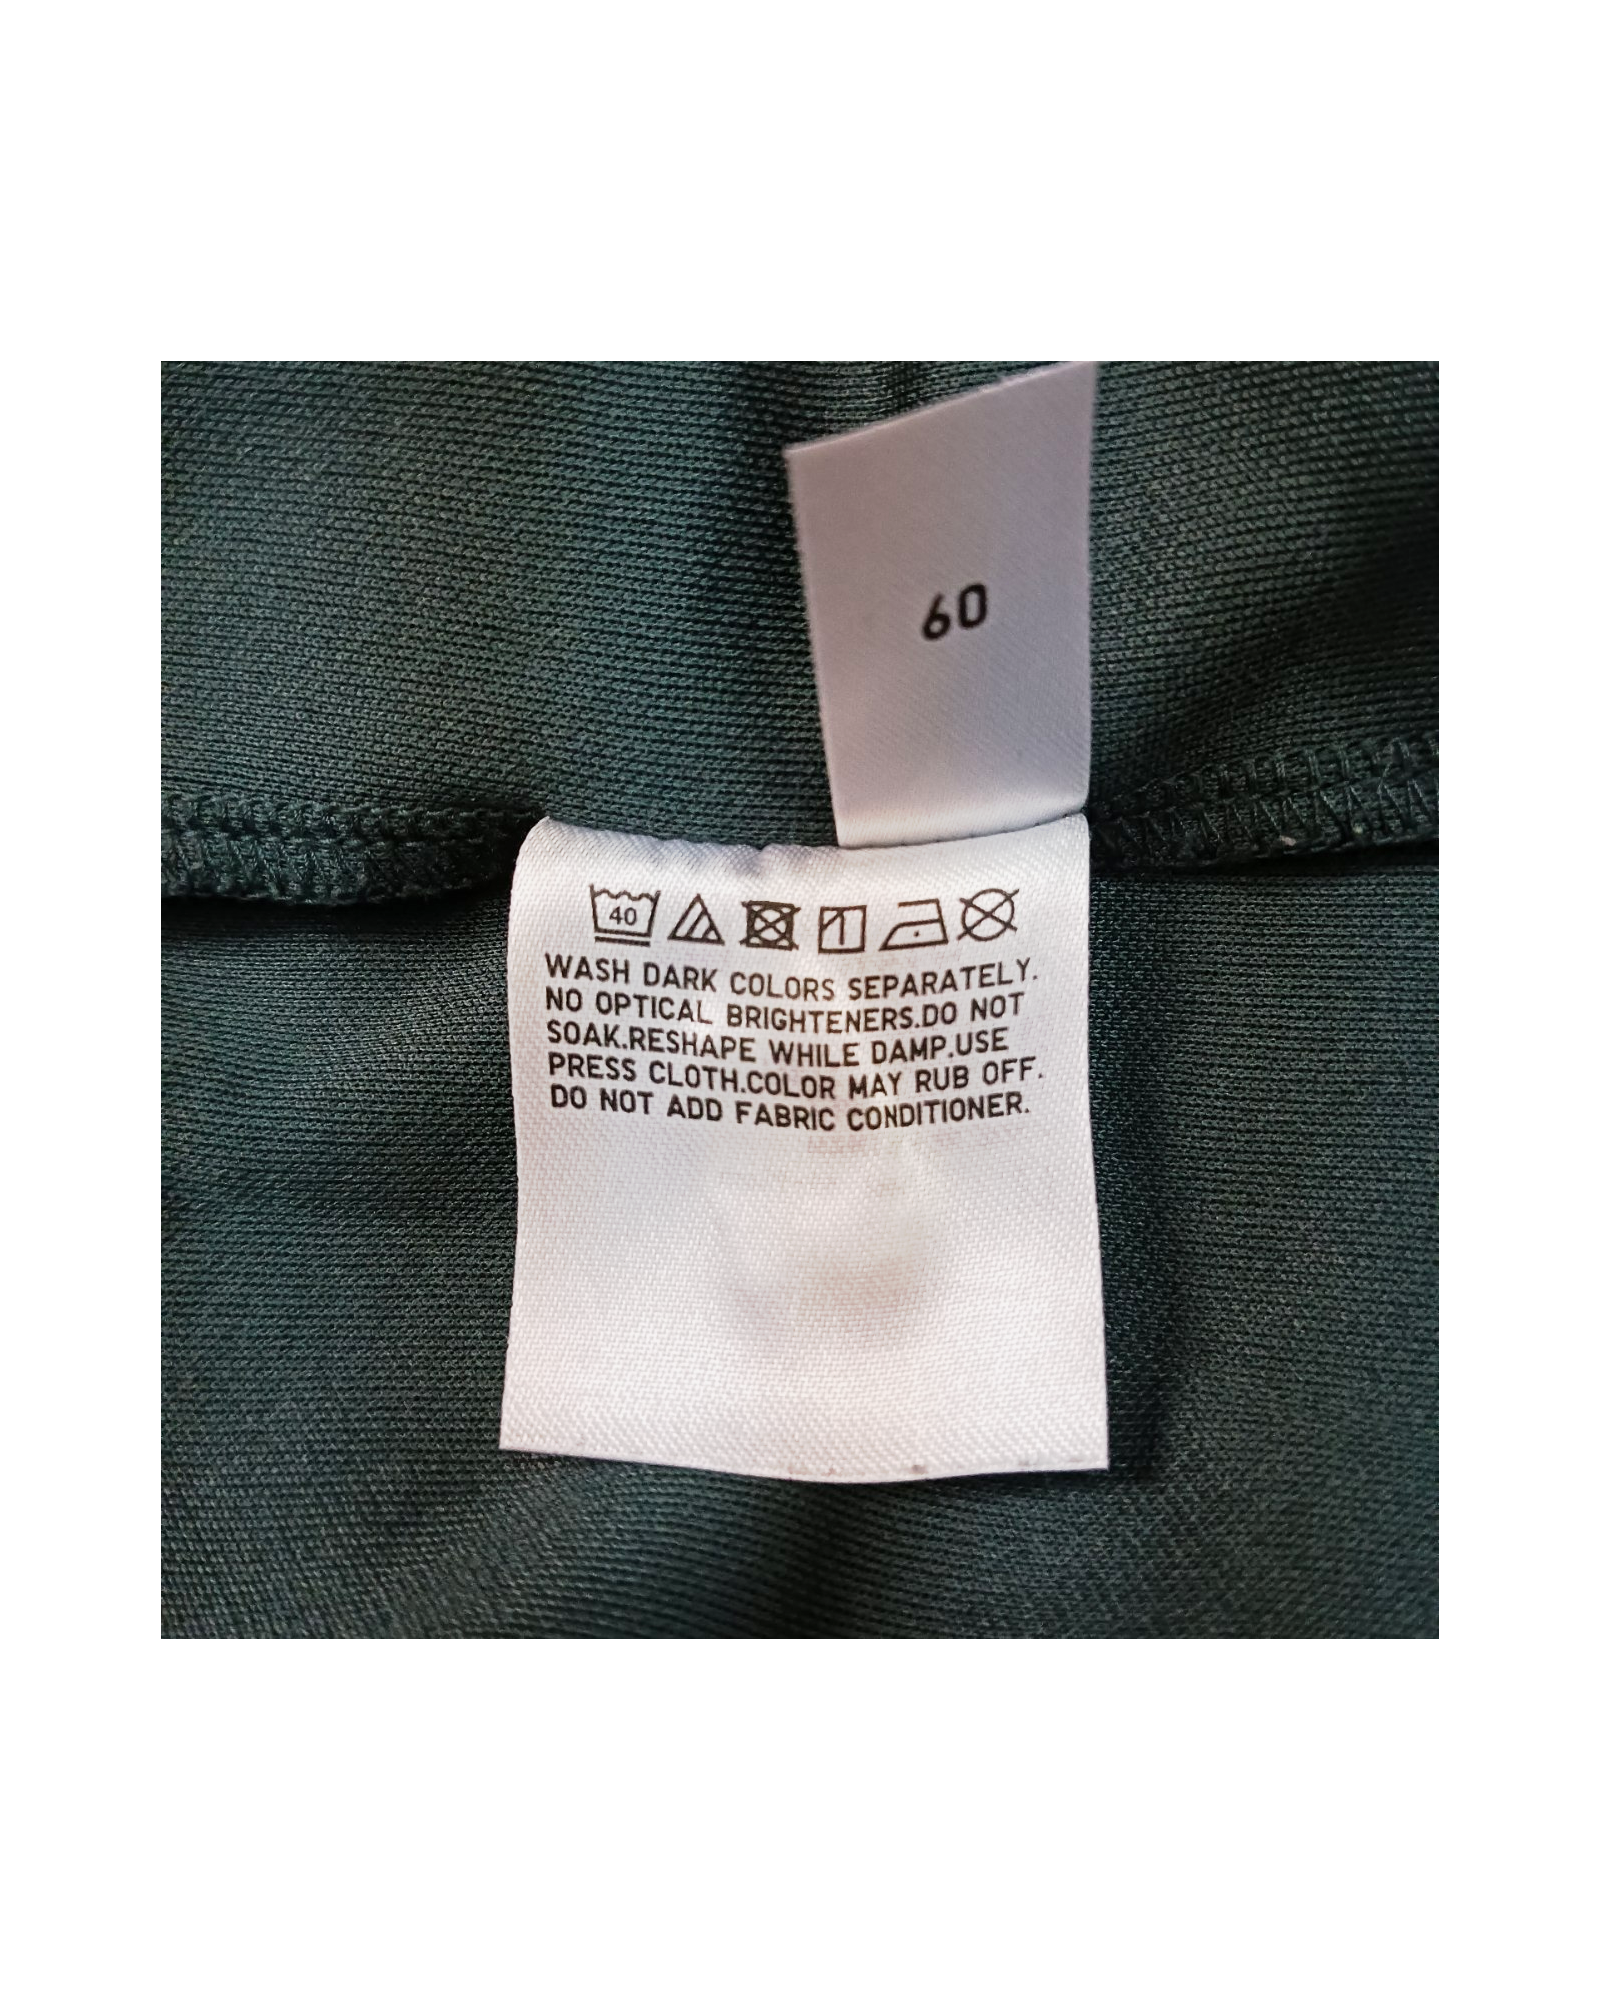 60
40
WASH DARK COLORS SEPARATELY.
NO OPTICAL BRIGHTENERS.DO NOT
SOAK.RESHAPE WHILE DAMP.USE
PRESS CLOTH.COLOR MAY RUB OFF.
DO NOT ADD FABRIC CONDITIONER.